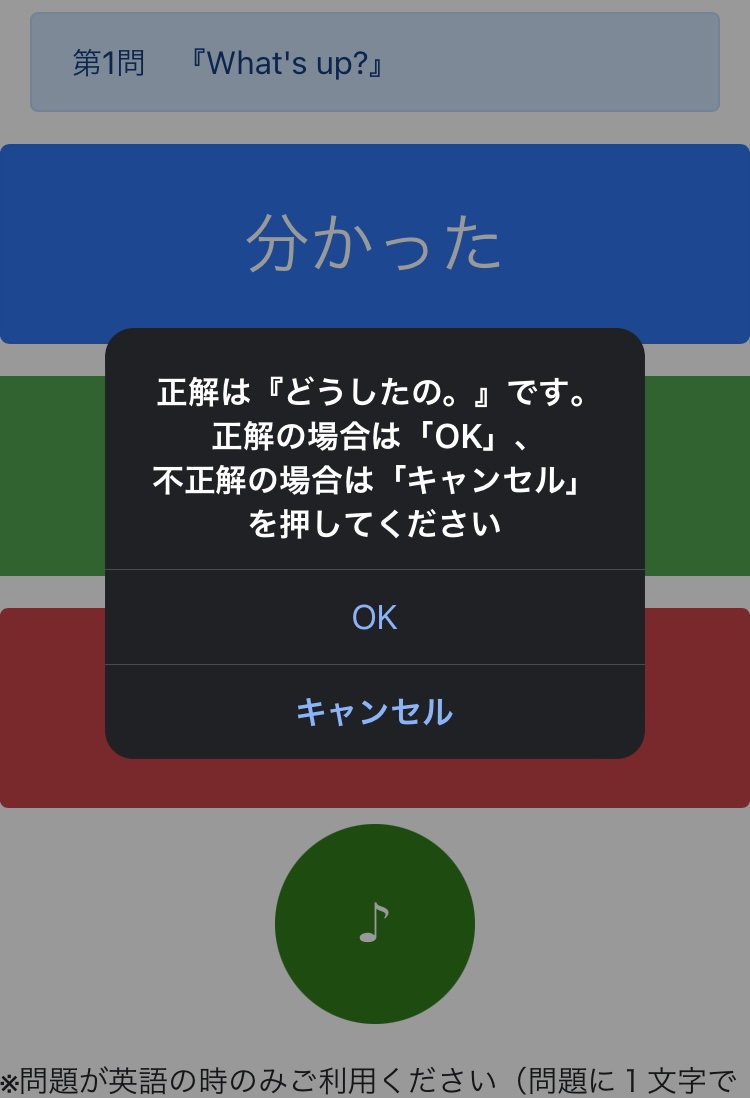 第1問　『What's up?』
分かった
正解は『どうしたの。』です。
正解の場合は「OK」、
不正解の場合は「キャンセル」
を押してください
OK
キャンセル
♪
※問題が英語の時のみご利用ください（問題に 1 文字で